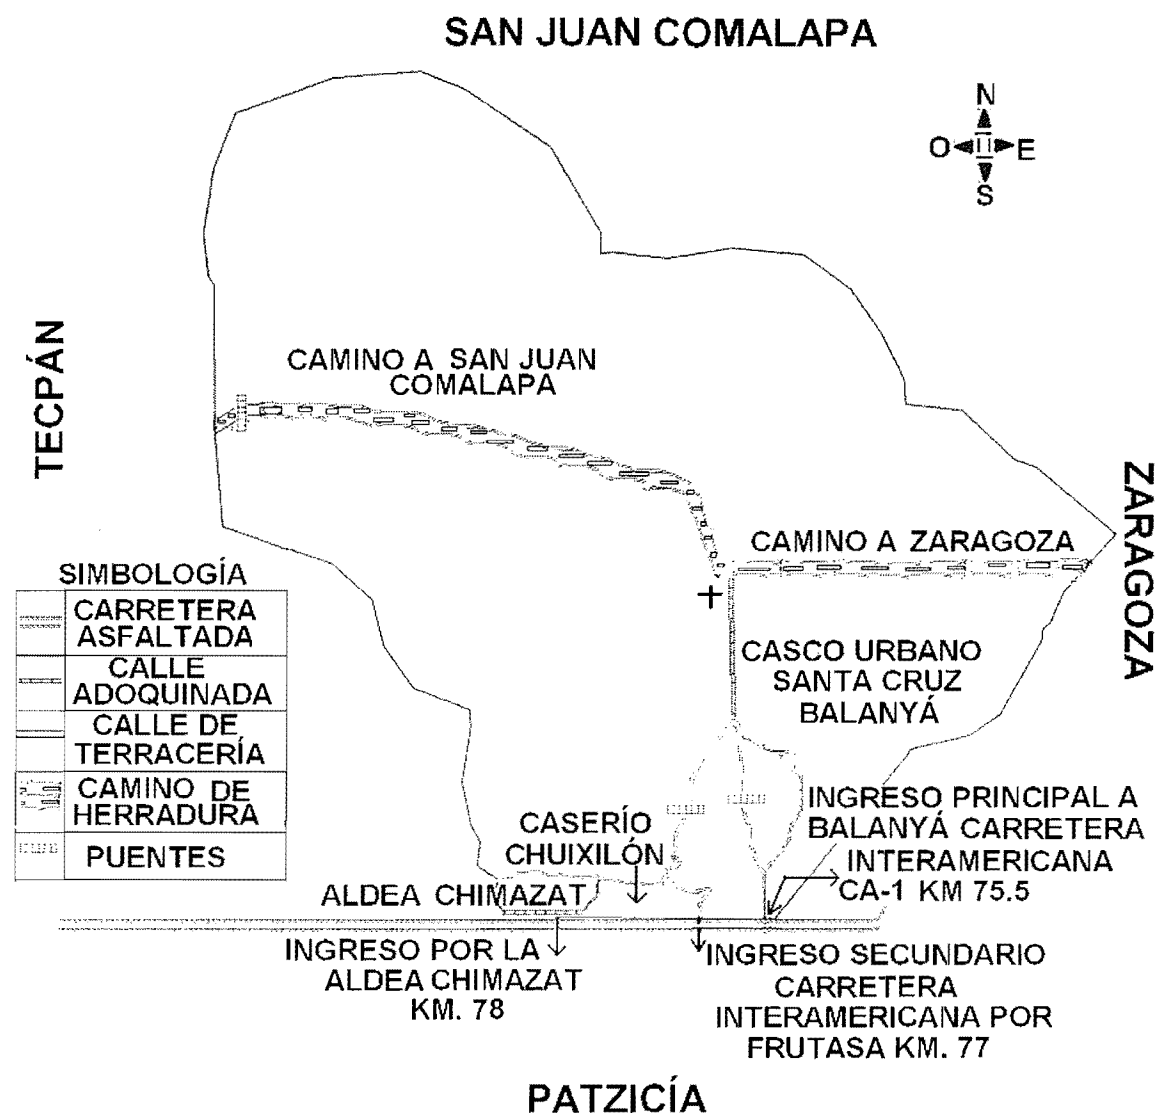 SAN JUAN COMALAPA
N
O E
S
TECPÁN
CAMINO A SAN JUAN
COMALAPA
ZARAGOZA
CAMINO A ZARAGOZA
SIMBOLOGÍA
CARRETERA
ASFALTADA
CALLE
ADOQUINADA
CALLE DE
TERRACERÍA
CAMINO DE
HERRADURA
PUENTES
CASCO URBANO
SANTA CRUZ
BALANYÁ
INGRESO PRINCIPAL A
BALANYÁ CARRETERA
INTERAMERICANA
CA-1 KM 75.5
CASERÍO
CHUIXILÓN
ALDEA CHIMAZAT
INGRESO POR LA
ALDEA CHIMAZAT
KM. 78
INGRESO SECUNDARIO
CARRETERA
INTERAMERICANA POR
FRUTASA KM. 77
PATZICÍA